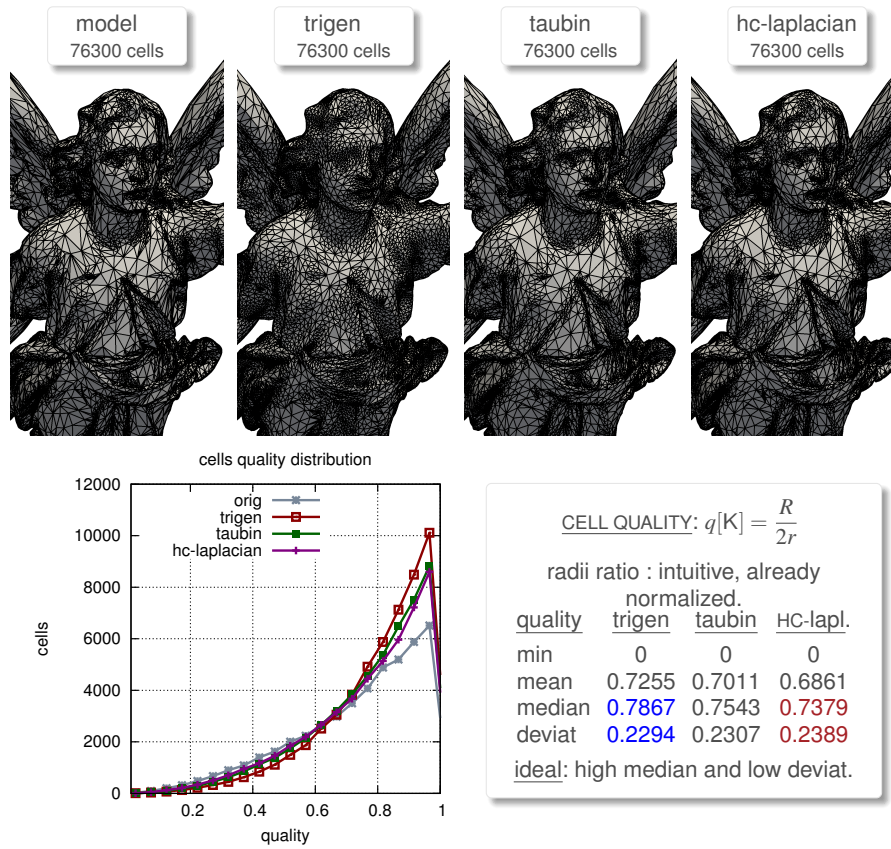 model
76300 cells
trigen
76300 cells
taubin
76300 cells
hc-laplacian
76300 cells
cells quality distribution
12000
10000
8000
6000
4000
2000
0
cells
orig
trigen
taubin
hc-laplacian
0.2
0.4
0.6
0.8
1
quality
CELL QUALITY: q[K] = R/2r
radii ratio : intuitive, already
normalized.
quality trigen taubin HC-lapl.
min 0 0 0
mean 0.7255 0.7011 0.6861
median 0.7867 0.7543 0.7379
deviat 0.2294 0.2307 0.2389
ideal: high median and low deviat.